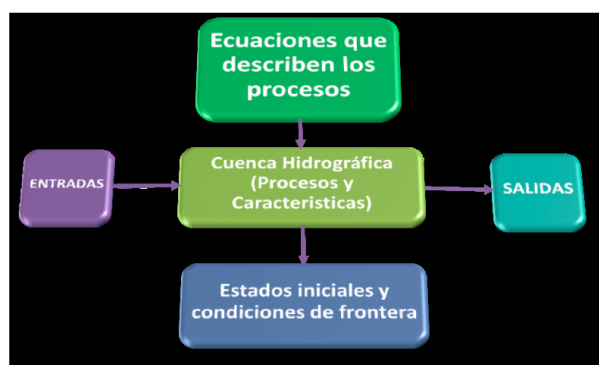 Ecuaciones que
describen los
procesos
ENTRADAS
Cuenca Hidrográfica
(Procesos y
Caracteristicas)
SALIDAS
Estados iniciales y
condiciones de frontera